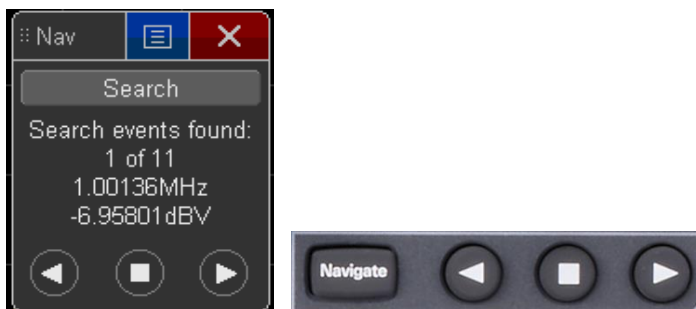 Nav
Search
Search events found:
1 of 11
1.00136MHz
-6.95801dBV
Navigate